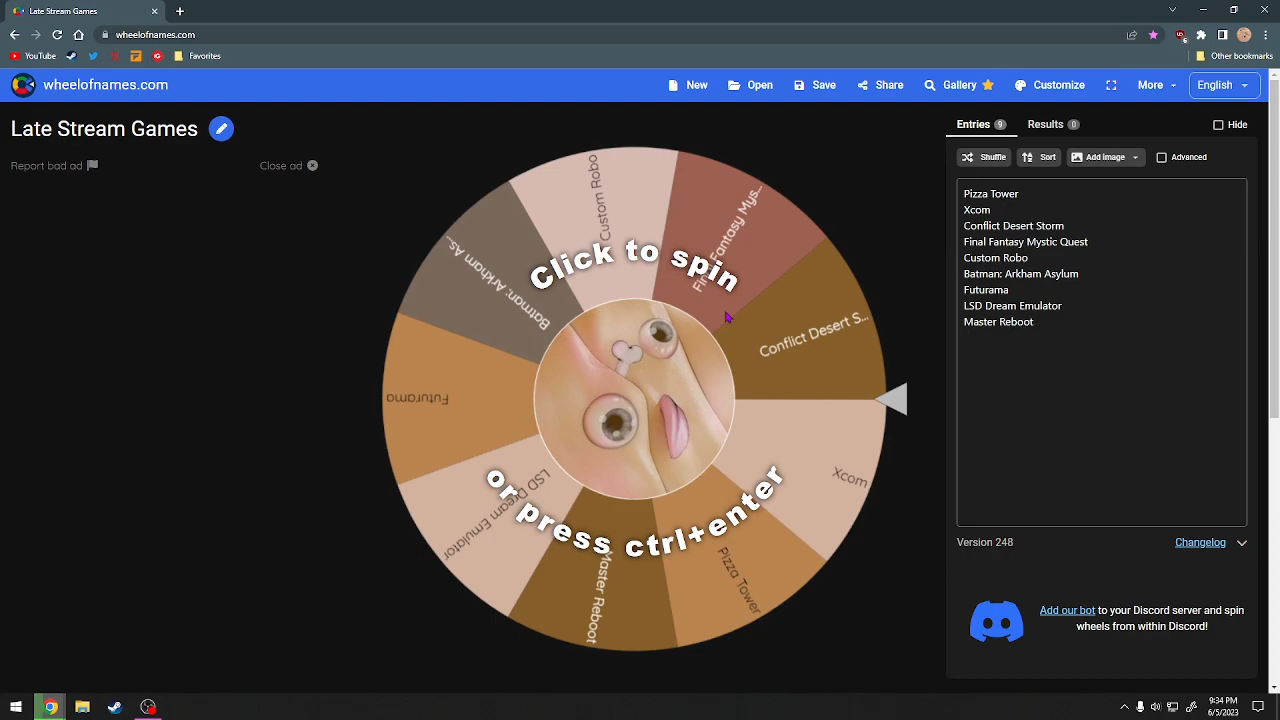 Late Stream Games
wheelofnames.com
YouTube
Favorites
Other bookmarks
wheelofnames.com
New
Open
Save
Share
Gallery
Customize
More
English
Late Stream Games
Report bad ad
Close ad
Entries 9
Results 0
Hide
Shuffle
Sort
Add image
Advanced
Pizza Tower
Xcom
Conflict Desert Storm
Final Fantasy Mystic Quest
Custom Robo
Batman: Arkham Asylum
Futurama
LSD Dream Emulator
Master Reboot
Custom Robo
Final Fantasy Mys...
Conflict Desert S...
Xcom
Pizza Tower
Master Reboot
LSD Dream Emulator
Futurama
Batman: Arkham As...
Click to spin
or press ctrl+enter
Version 248
Changelog
Add our bot to your Discord server and spin
wheels from within Discord!
9:34 PM
6/5/2023